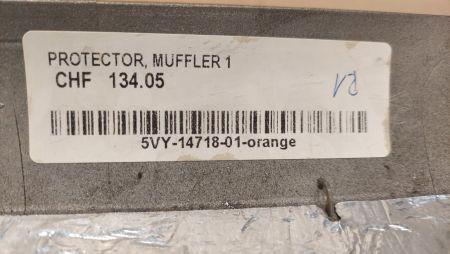 PROTECTOR, MUFFLER 1
CHF 134.05
5VY-14718-01-orange